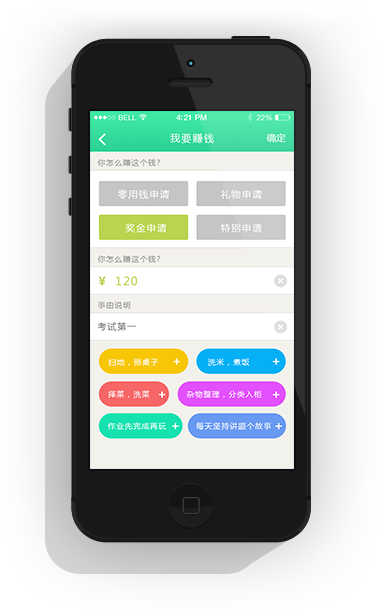 BELL 4:21 PM 22%
我要赚钱 确定
你怎么赚这个钱?
零用钱申请 礼物申请
奖金申请 特别申请
你怎么赚这个钱?
¥ 120
事由说明
考试第一
扫地，擦桌子 + 洗米，煮饭 +
择菜，洗菜 + 杂物整理，分类入柜 +
作业先完成再玩 + 每天坚持讲题个故事 +